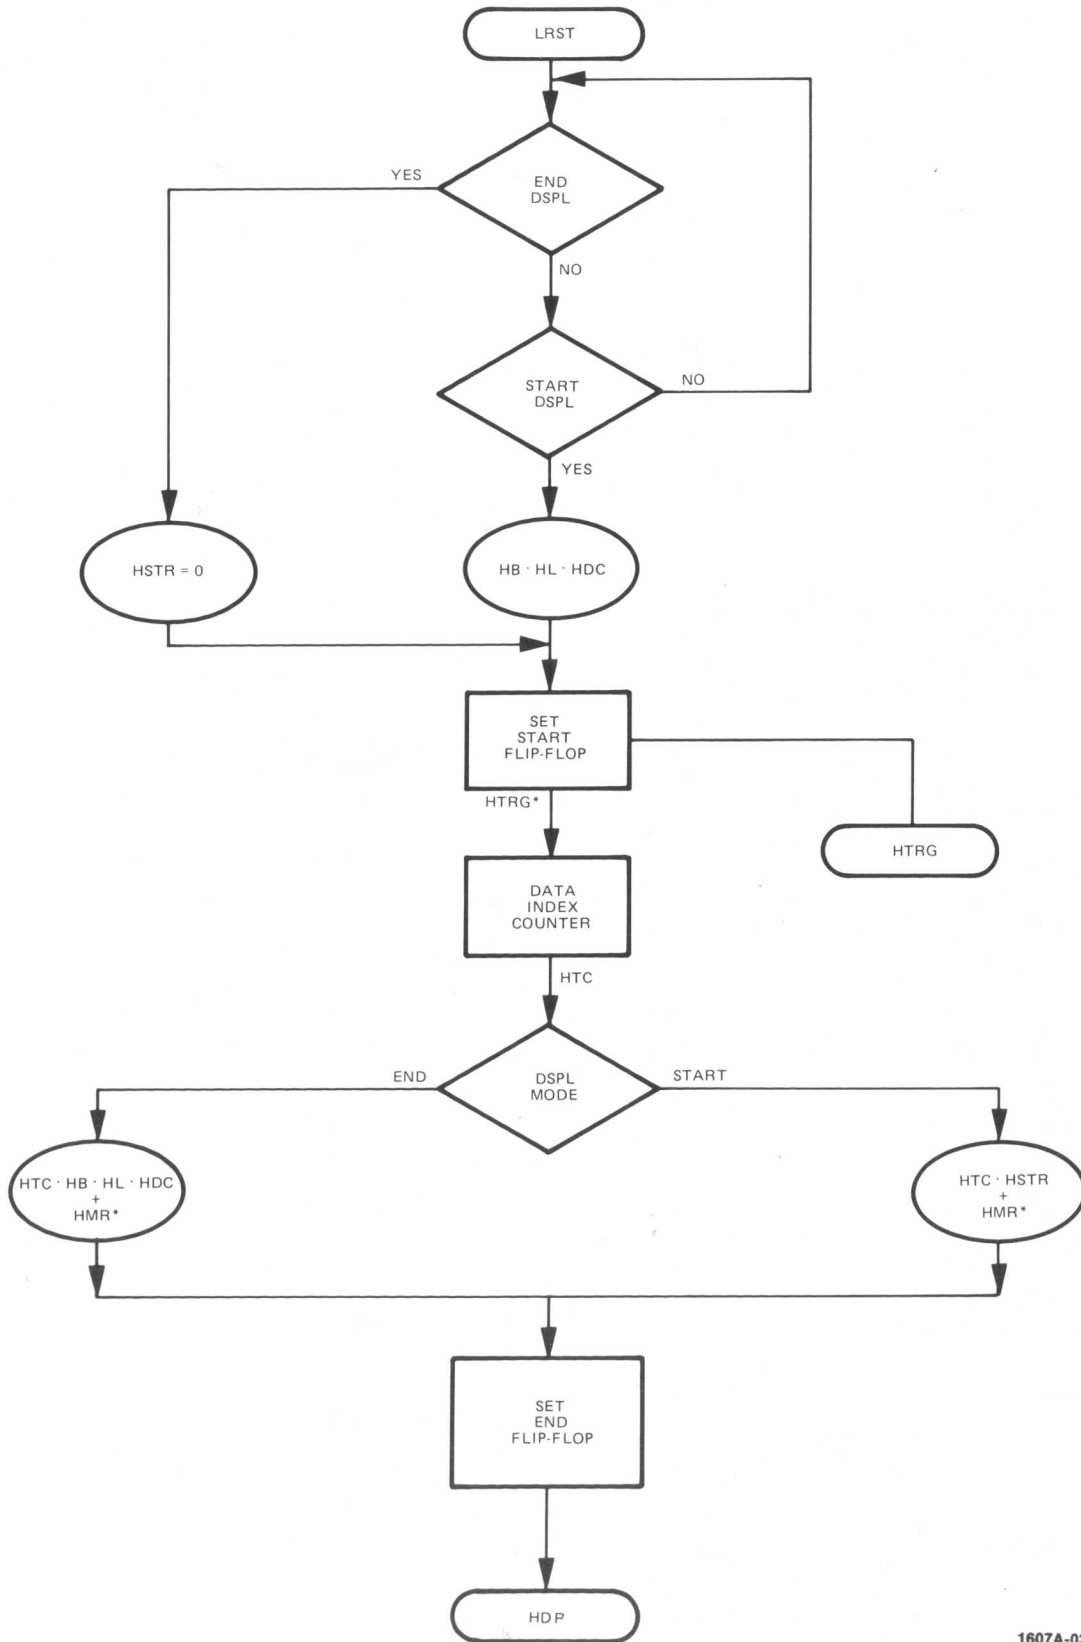 LRST
YES
END
DSPL
NO
START
DSPL
NO
YES
HSTR = 0
HB · HL · HDC
SET
START
FLIP-FLOP
HTRG*
HTRG
DATA
INDEX
COUNTER
HTC
END
DSPL
MODE
START
HTC · HB · HL · HDC
+
HMR*
HTC · HSTR
+
HMR*
SET
END
FLIP-FLOP
HDP